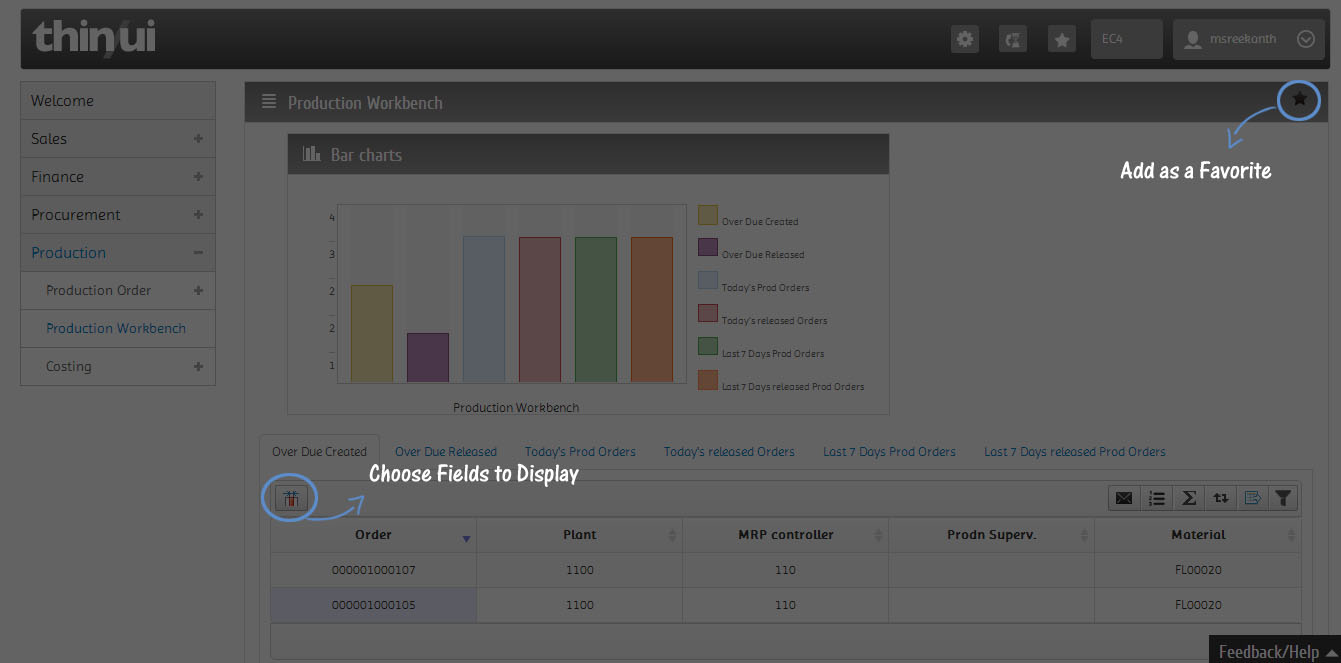 thin/ui
EC4
msreekanth
Welcome
Sales
Finance
Procurement
Production
Production Order
Production Workbench
Costing
Production Workbench
Add as a Favorite
Bar charts
4
3
2
2
1
Over Due Created
Over Due Released
Today's Prod Orders
Today's released Orders
Last 7 Days Prod Orders
Last 7 Days released Prod Orders
Production Workbench
Over Due Created Over Due Released Today's Prod Orders Today's released Orders Last 7 Days Prod Orders Last 7 Days released Prod Orders
Choose Fields to Display
Order Plant MRP controller Prodn Superv. Material
000001000107 1100 110 FL00020
000001000105 1100 110 FL00020
Feedback/Help